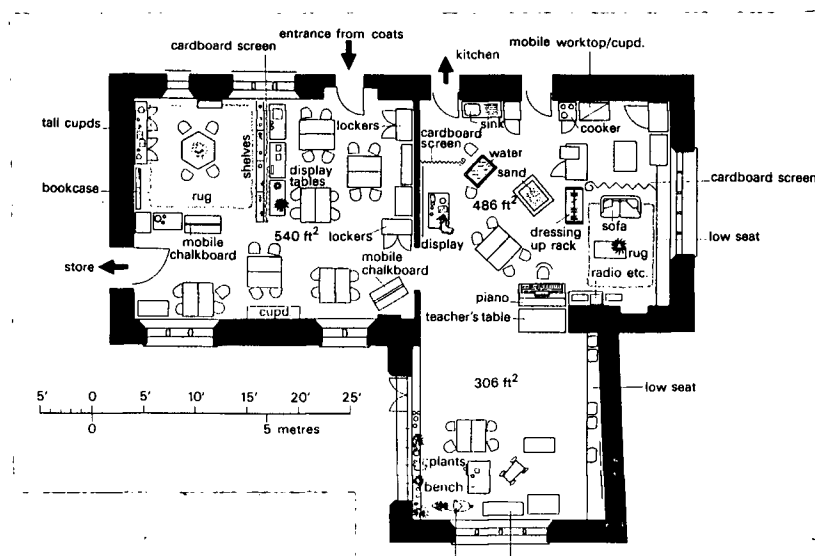 entrance from coats
mobile worktop/cupd.
cardboard screen
kitchen
tall cupds
lockers
sink
cooker
cardboard
screen
water
sand
shelves
display
tables
cardboard screen
bookcase
rug
486 ft²
dressing
up rack
sofa
540 ft²
lockers
display
low seat
mobile
chalkboard
rug
store
mobile
chalkboard
radio etc.
piano
cupd
teacher's table
306 ft²
low seat
5' 0 5' 10' 15' 20' 25'
0 5 metres
plants
bench